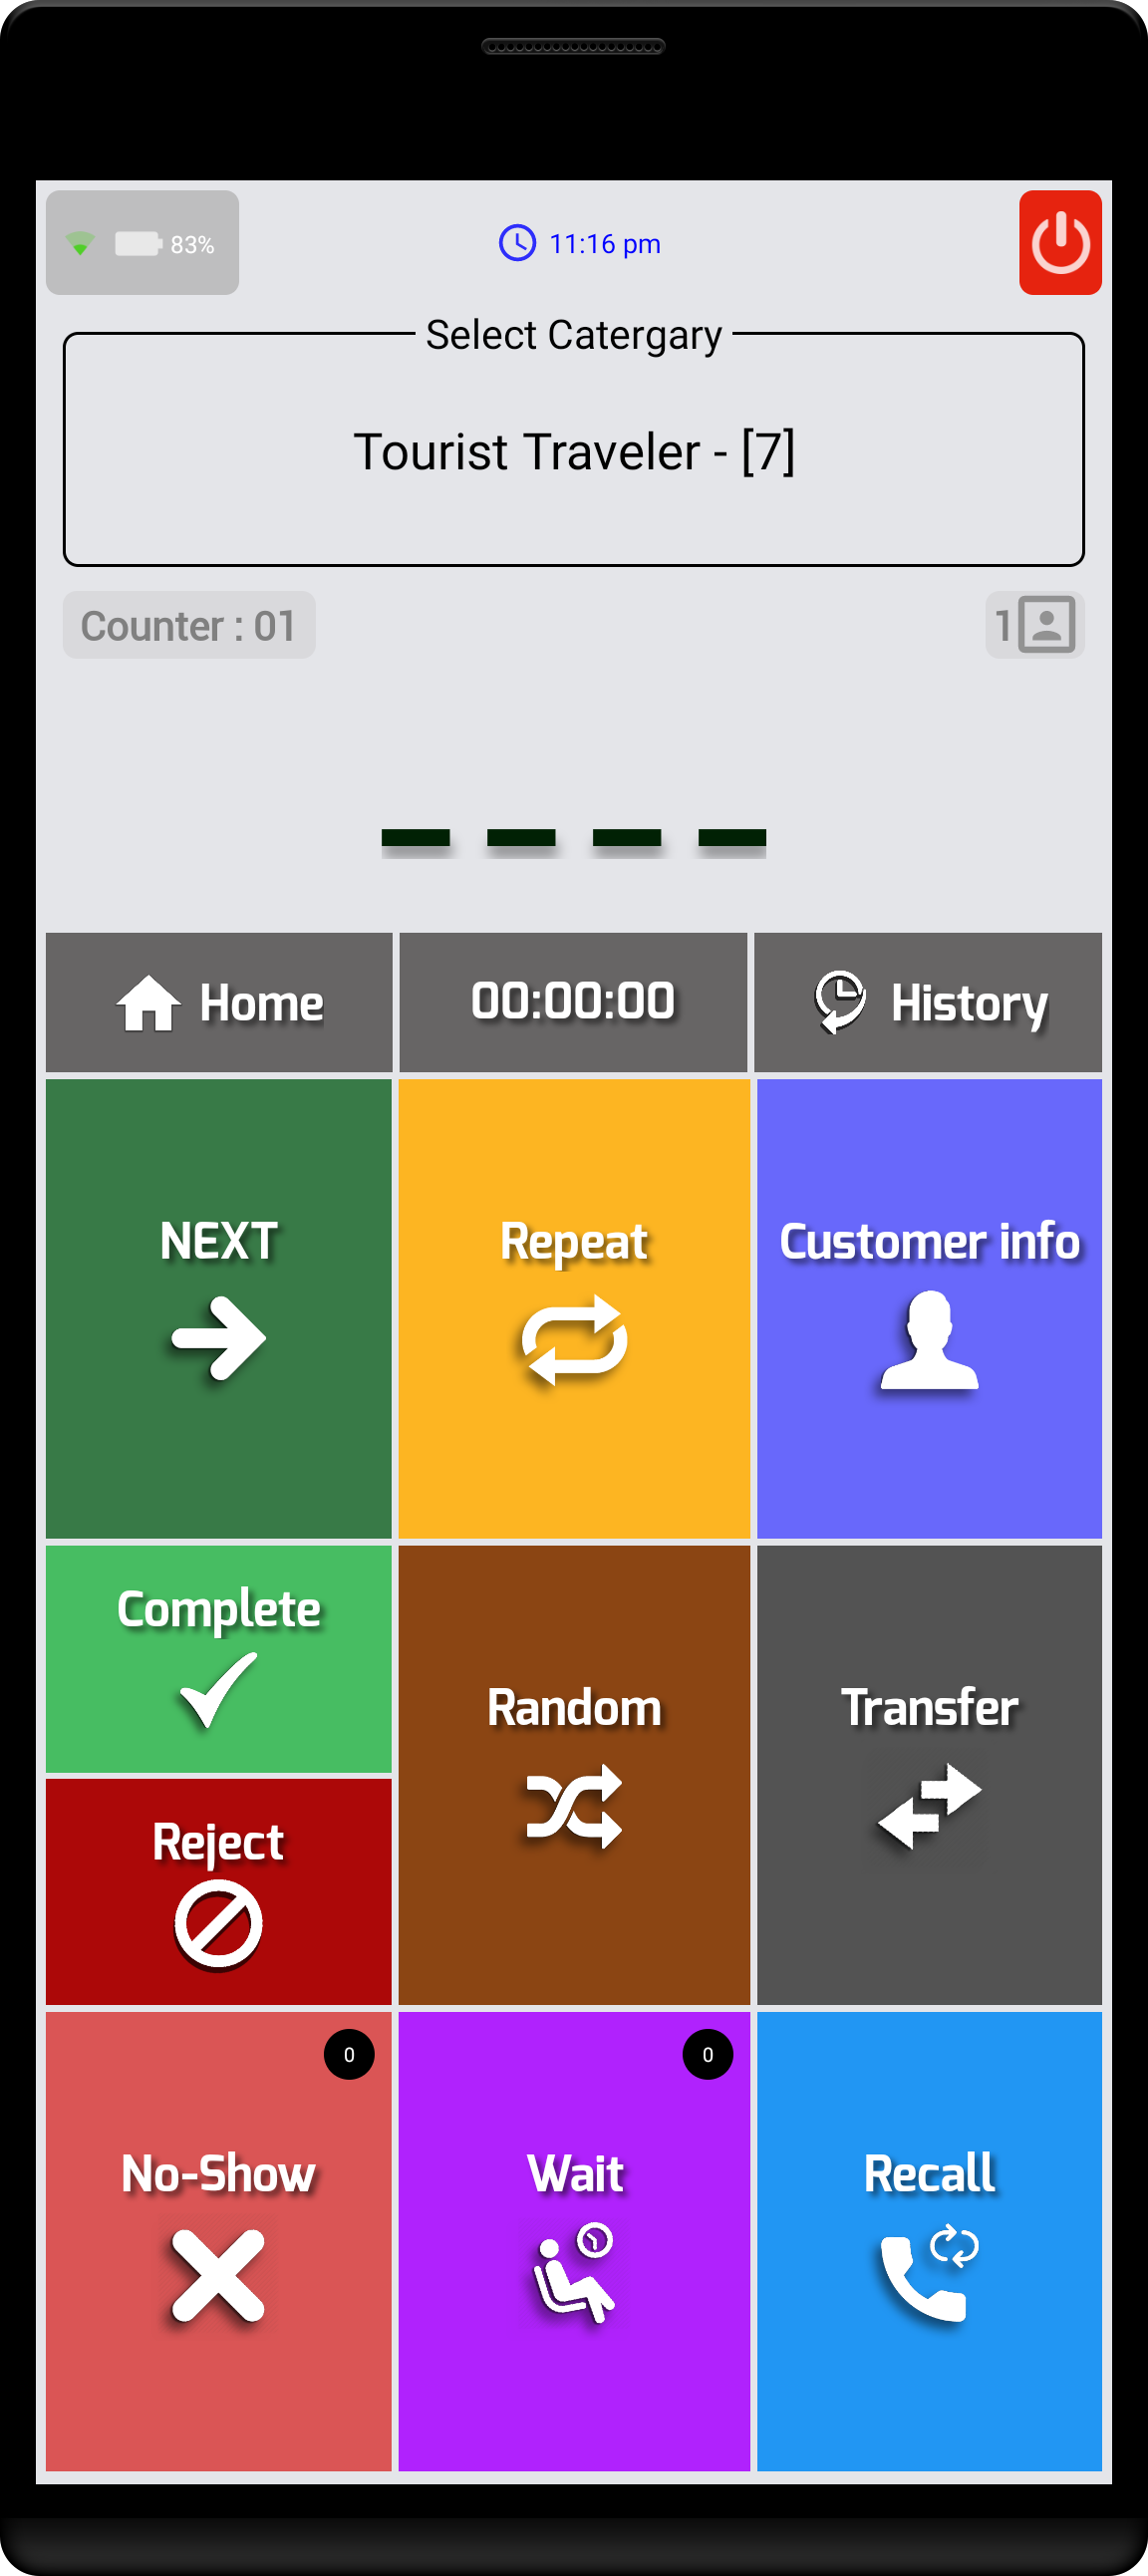 83%
11:16 pm
Select Catergary
Tourist Traveler - [7]
Counter : 01
1
Home
00:00:00
History
NEXT
Repeat
Customer info
Complete
Random
Transfer
Reject
0
0
No-Show
Wait
Recall